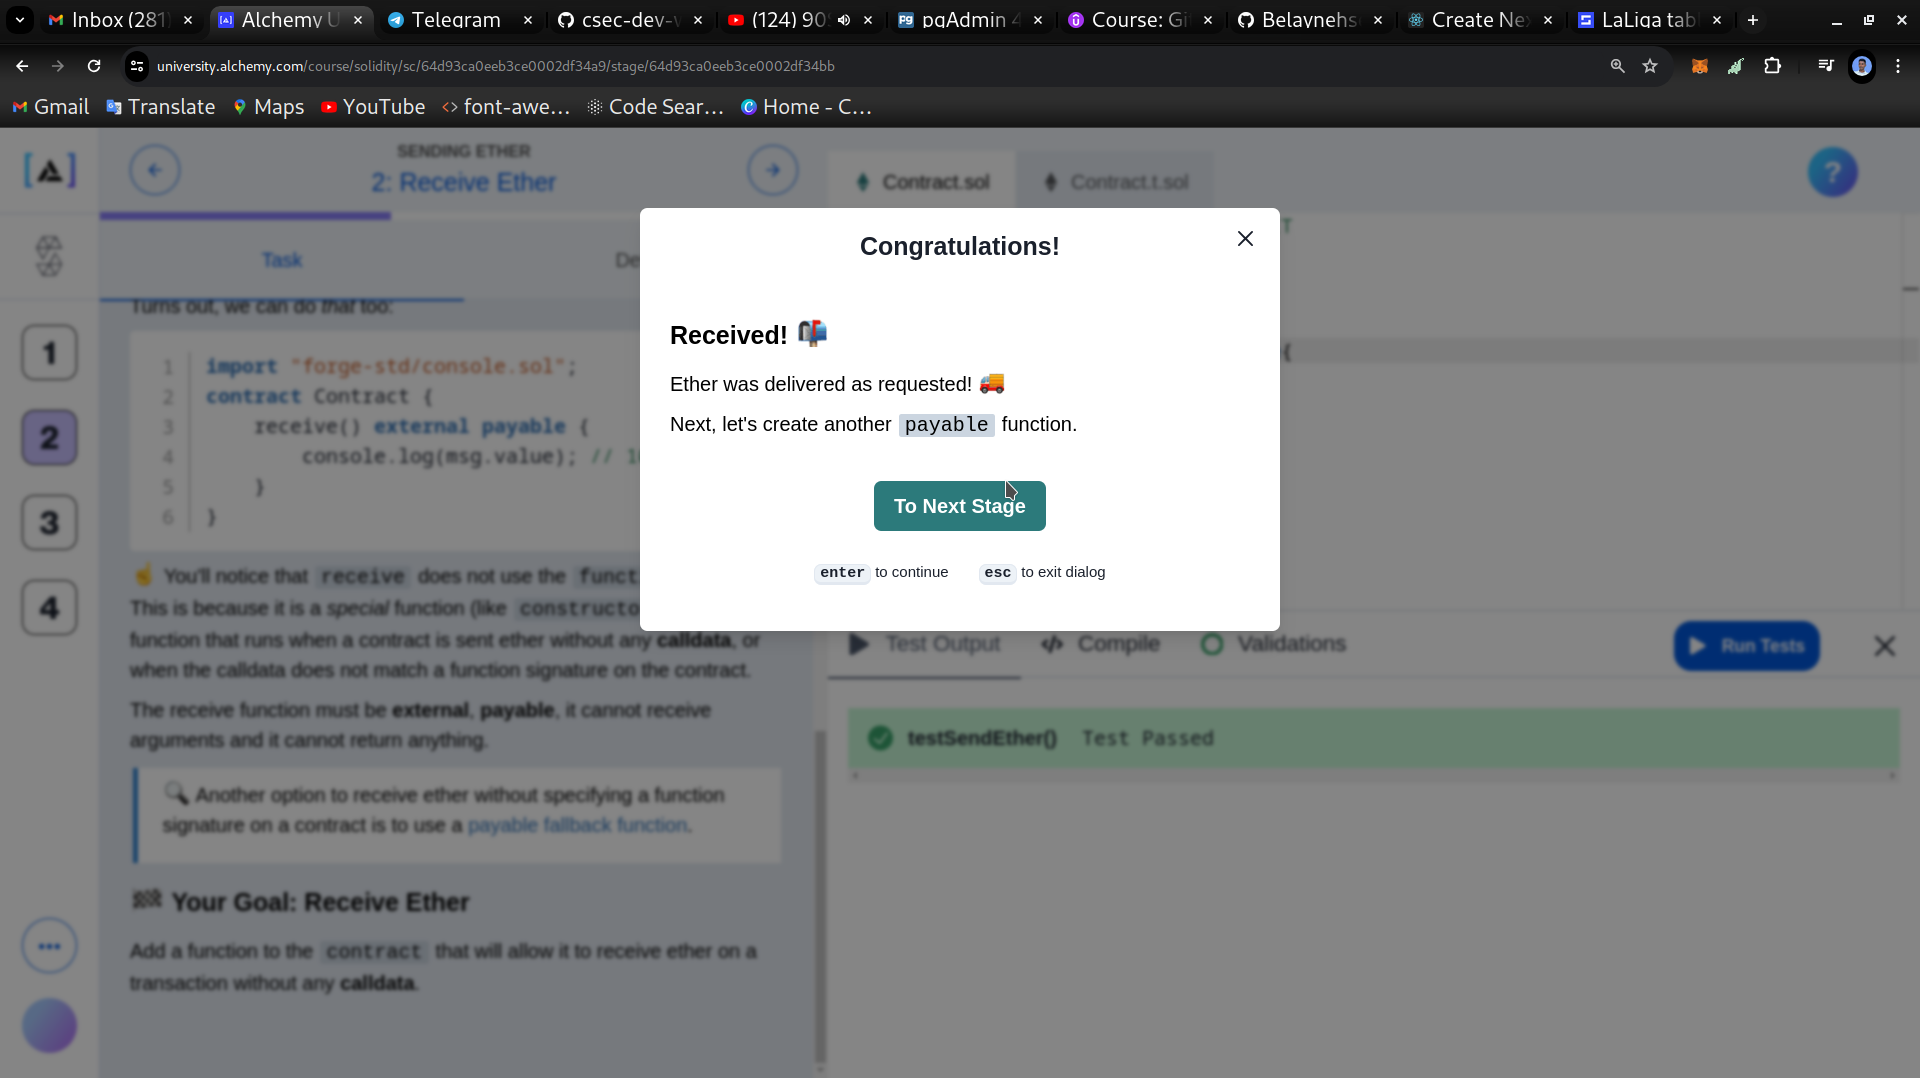 Inbox (281)
Alchemy U
Telegram
csec-dev-w
(124) 90s
pgAdmin 4
Course: Gi
Belaynehs
Create Ne
LaLiga tab
university.alchemy.com/course/solidity/sc/64d93ca0eeb3ce0002df34a9/stage/64d93ca0eeb3ce0002df34bb
Gmail
Translate
Maps
YouTube
<> font-awe...
Code Sear...
Home - C...
SENDING ETHER
2: Receive Ether
Contract.sol
Contract.t.sol
?
Task
De
1
2
3
4
Turns out, we can do that too:
1 import "forge-std/console.sol";
2 contract Contract {
3 receive() external payable {
4 console.log(msg.value); // 1
5 }
6 }
☝️ You'll notice that receive does not use the funct
This is because it is a special function (like constructo
function that runs when a contract is sent ether without any calldata, or
when the calldata does not match a function signature on the contract.
The receive function must be external, payable, it cannot receive
arguments and it cannot return anything.
🔍 Another option to receive ether without specifying a function
signature on a contract is to use a payable fallback function.
🏁 Your Goal: Receive Ether
Add a function to the contract that will allow it to receive ether on a
transaction without any calldata.
Congratulations!
Received! 📬
Ether was delivered as requested! 🚚
Next, let's create another payable function.
To Next Stage
enter to continue
esc to exit dialog
T
{
Test Output
</> Compile
Validations
Run Tests
testSendEther() Test Passed